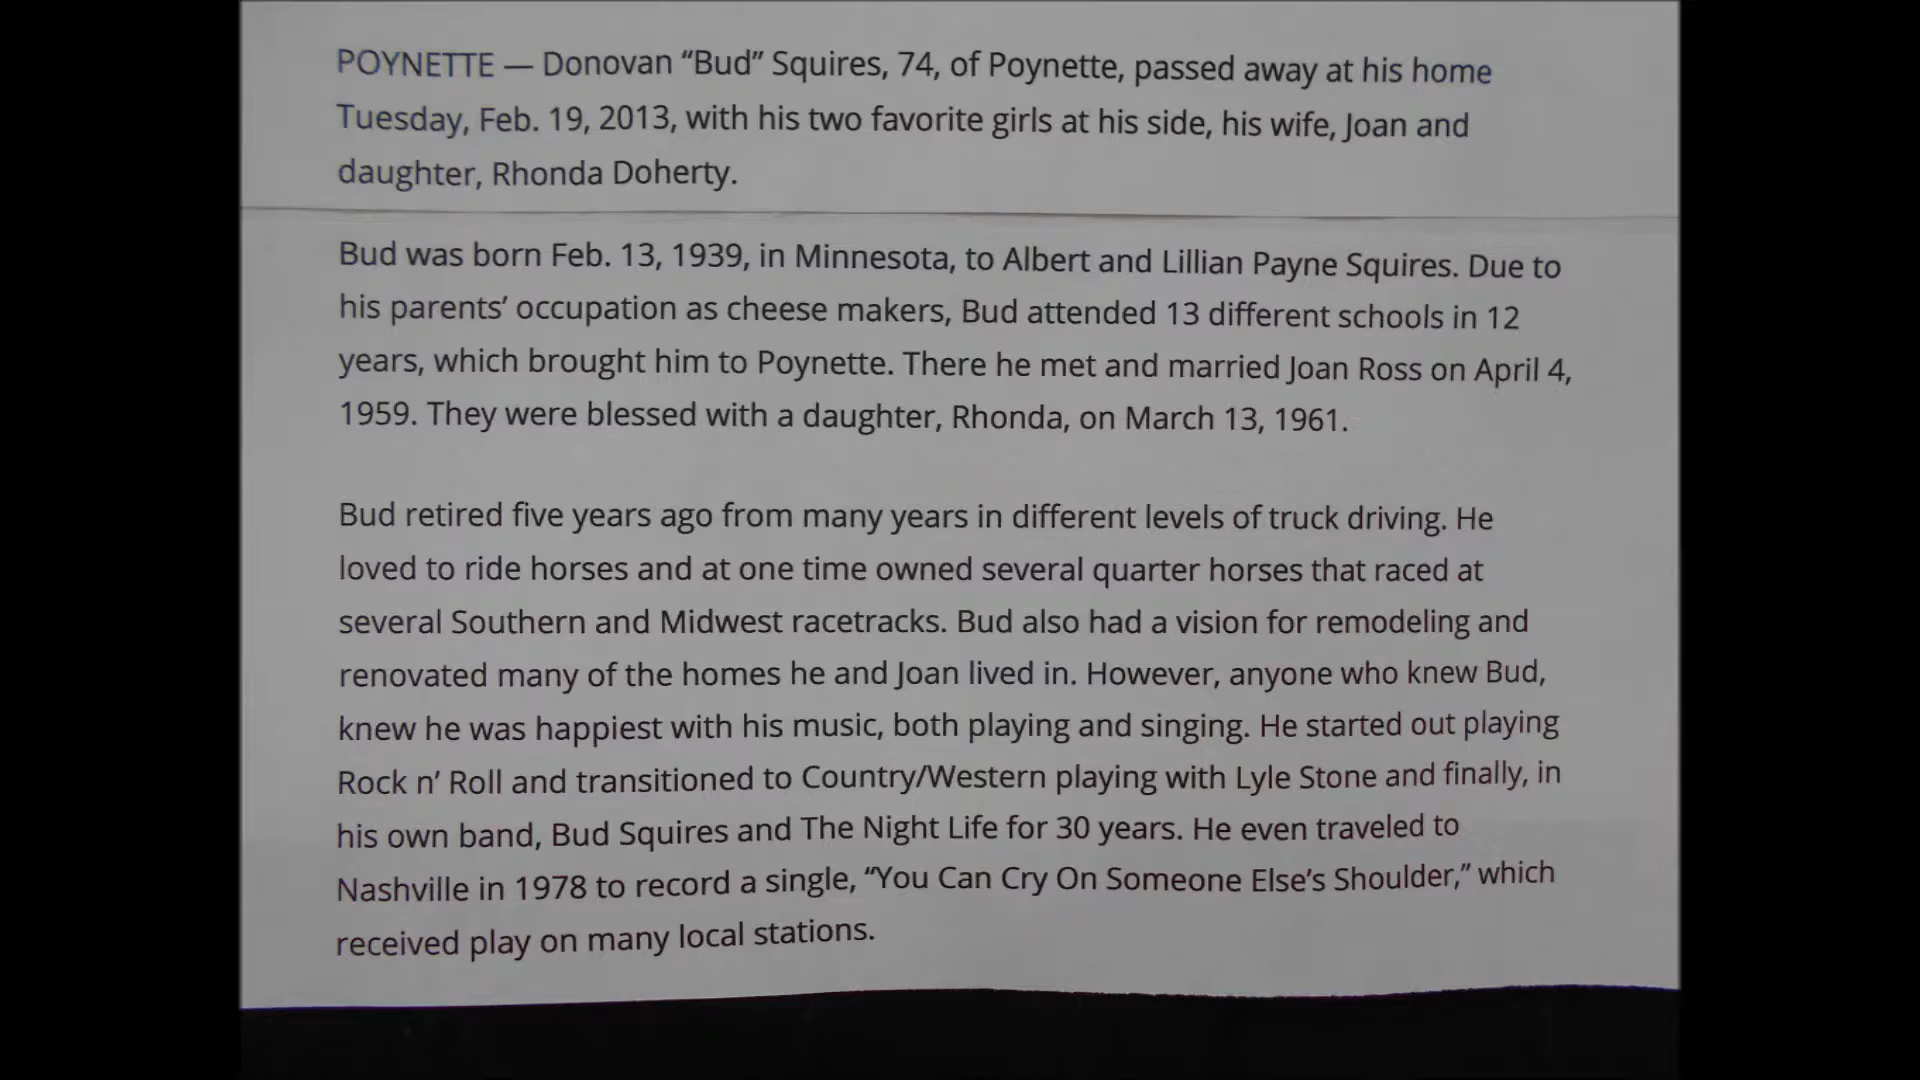 POYNETTE — Donovan “Bud” Squires, 74, of Poynette, passed away at his home
Tuesday, Feb. 19, 2013, with his two favorite girls at his side, his wife, Joan and
daughter, Rhonda Doherty.
Bud was born Feb. 13, 1939, in Minnesota, to Albert and Lillian Payne Squires. Due to
his parents’ occupation as cheese makers, Bud attended 13 different schools in 12
years, which brought him to Poynette. There he met and married Joan Ross on April 4,
1959. They were blessed with a daughter, Rhonda, on March 13, 1961.
Bud retired five years ago from many years in different levels of truck driving. He
loved to ride horses and at one time owned several quarter horses that raced at
several Southern and Midwest racetracks. Bud also had a vision for remodeling and
renovated many of the homes he and Joan lived in. However, anyone who knew Bud,
knew he was happiest with his music, both playing and singing. He started out playing
Rock n’ Roll and transitioned to Country/Western playing with Lyle Stone and finally, in
his own band, Bud Squires and The Night Life for 30 years. He even traveled to
Nashville in 1978 to record a single, “You Can Cry On Someone Else’s Shoulder,” which
received play on many local stations.